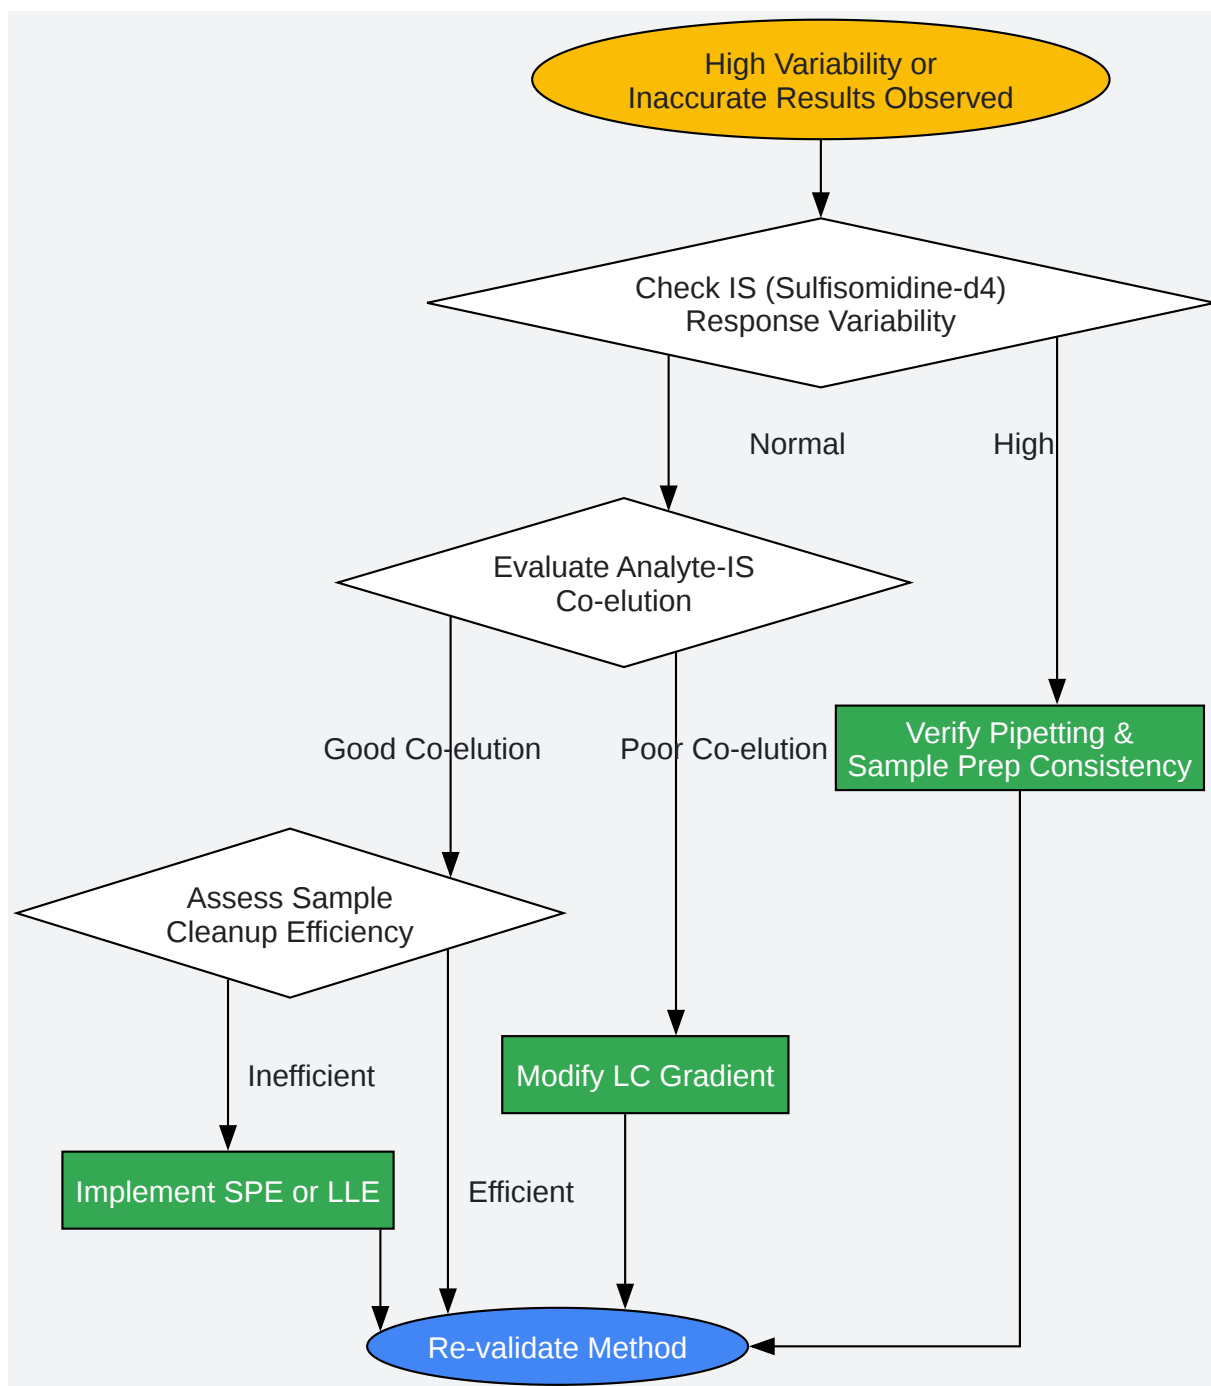 High Variability or
Inaccurate Results Observed
Check IS (Sulfisomidine-d4)
Response Variability
Normal
High
Evaluate Analyte-IS
Co-elution
Good Co-elution
Poor Co-elution
Verify Pipetting &
Sample Prep Consistency
Assess Sample
Cleanup Efficiency
Inefficient
Modify LC Gradient
Implement SPE or LLE
Efficient
Re-validate Method